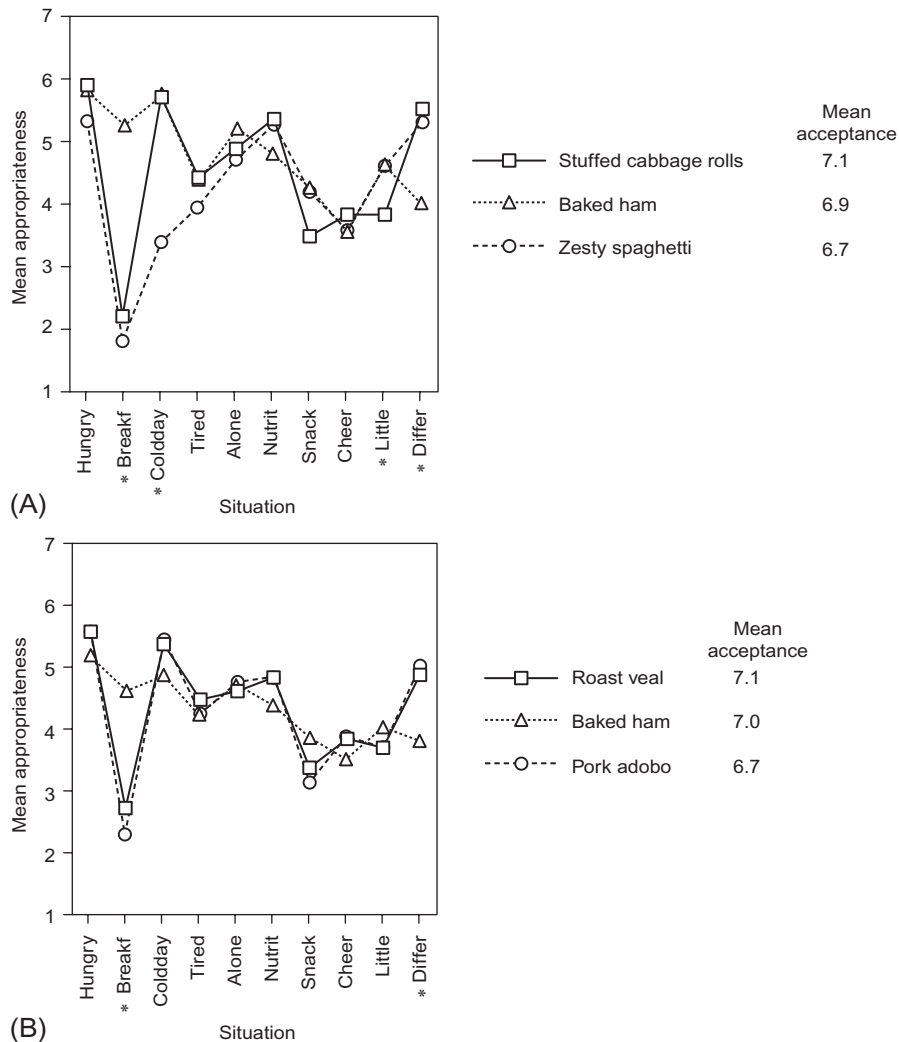 7
6
5
4
3
2
1
Mean appropriateness
Hungry
* Breakf
* Coldday
Tired
Alone
Nutrit
Snack
Cheer
* Little
* Differ
(A)
Situation
Mean
acceptance
Stuffed cabbage rolls 7.1
Baked ham 6.9
Zesty spaghetti 6.7
7
6
5
4
3
2
1
Mean appropriateness
Hungry
* Breakf
Coldday
Tired
Alone
Nutrit
Snack
Cheer
Little
* Differ
(B)
Situation
Mean
acceptance
Roast veal 7.1
Baked ham 7.0
Pork adobo 6.7